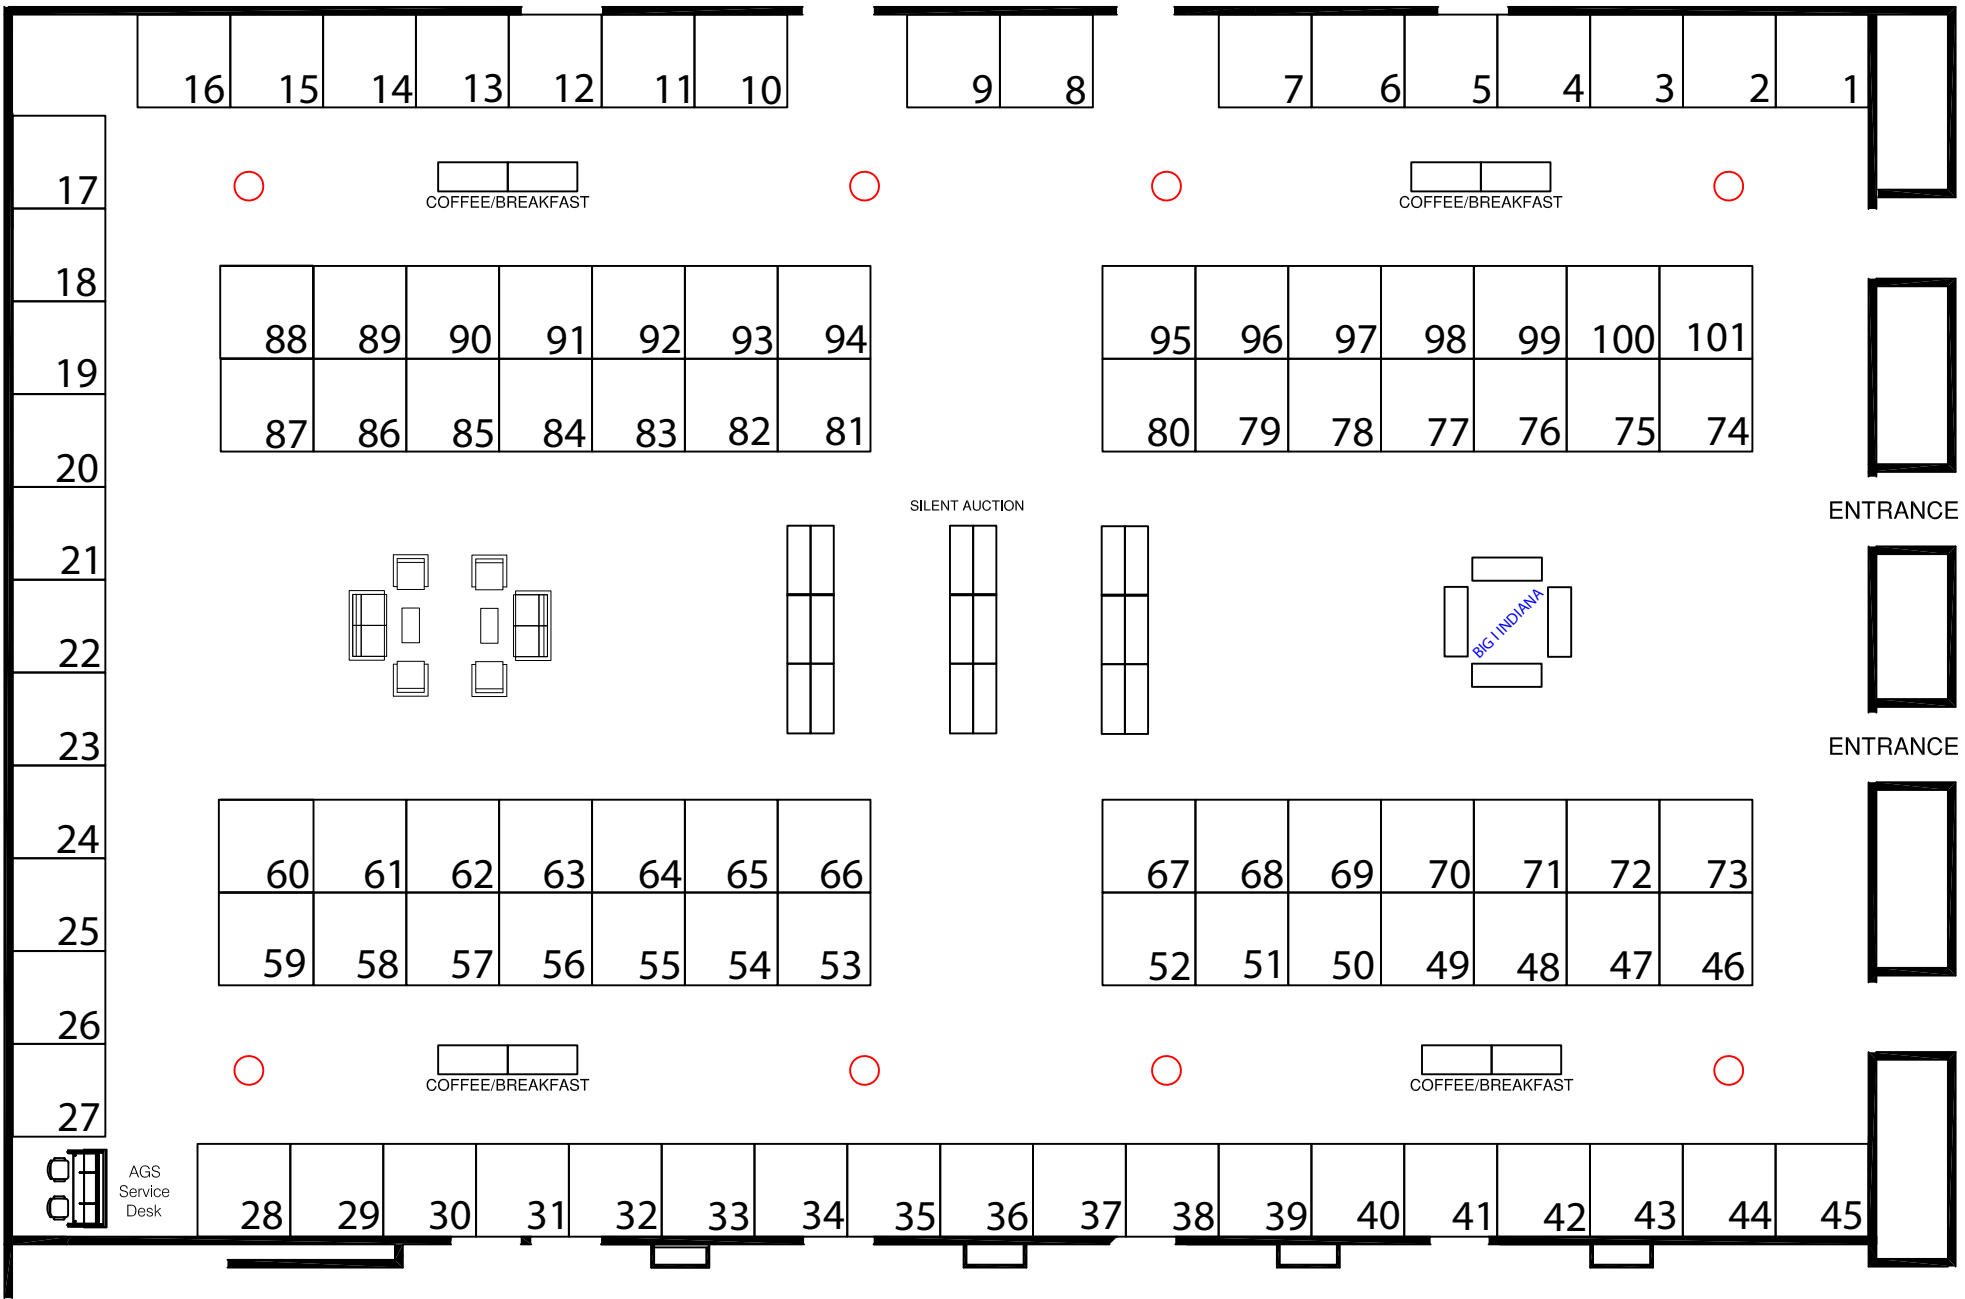 16 15 14 13 12 11 10 9 8 7 6 5 4 3 2 1
17
COFFEE/BREAKFAST COFFEE/BREAKFAST
18
88 89 90 91 92 93 94 95 96 97 98 99 100 101
19
87 86 85 84 83 82 81 80 79 78 77 76 75 74
20
SILENT AUCTION ENTRANCE
21
BIG I INDIANA
22
23
ENTRANCE
24
60 61 62 63 64 65 66 67 68 69 70 71 72 73
25
59 58 57 56 55 54 53 52 51 50 49 48 47 46
26
COFFEE/BREAKFAST COFFEE/BREAKFAST
27
AGS
Service
Desk
28 29 30 31 32 33 34 35 36 37 38 39 40 41 42 43 44 45